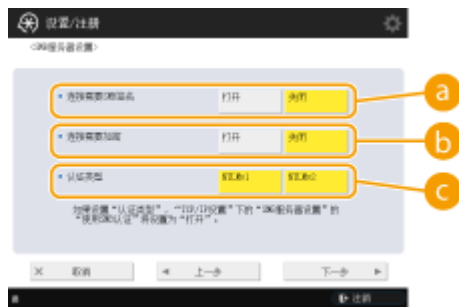 设置/注册
<SMB服务器设置>
连接需要SMB签名 打开 关闭
a
连接需要加密 打开 关闭
b
认证类型 NTLMv1 NTLMv2
c
如果设置“认证类型”，“TCP/IP设置”下的“SMB服务器设置”的
“使用SMB认证”将设置为“打开”。
取消 上一步 下一步
注销